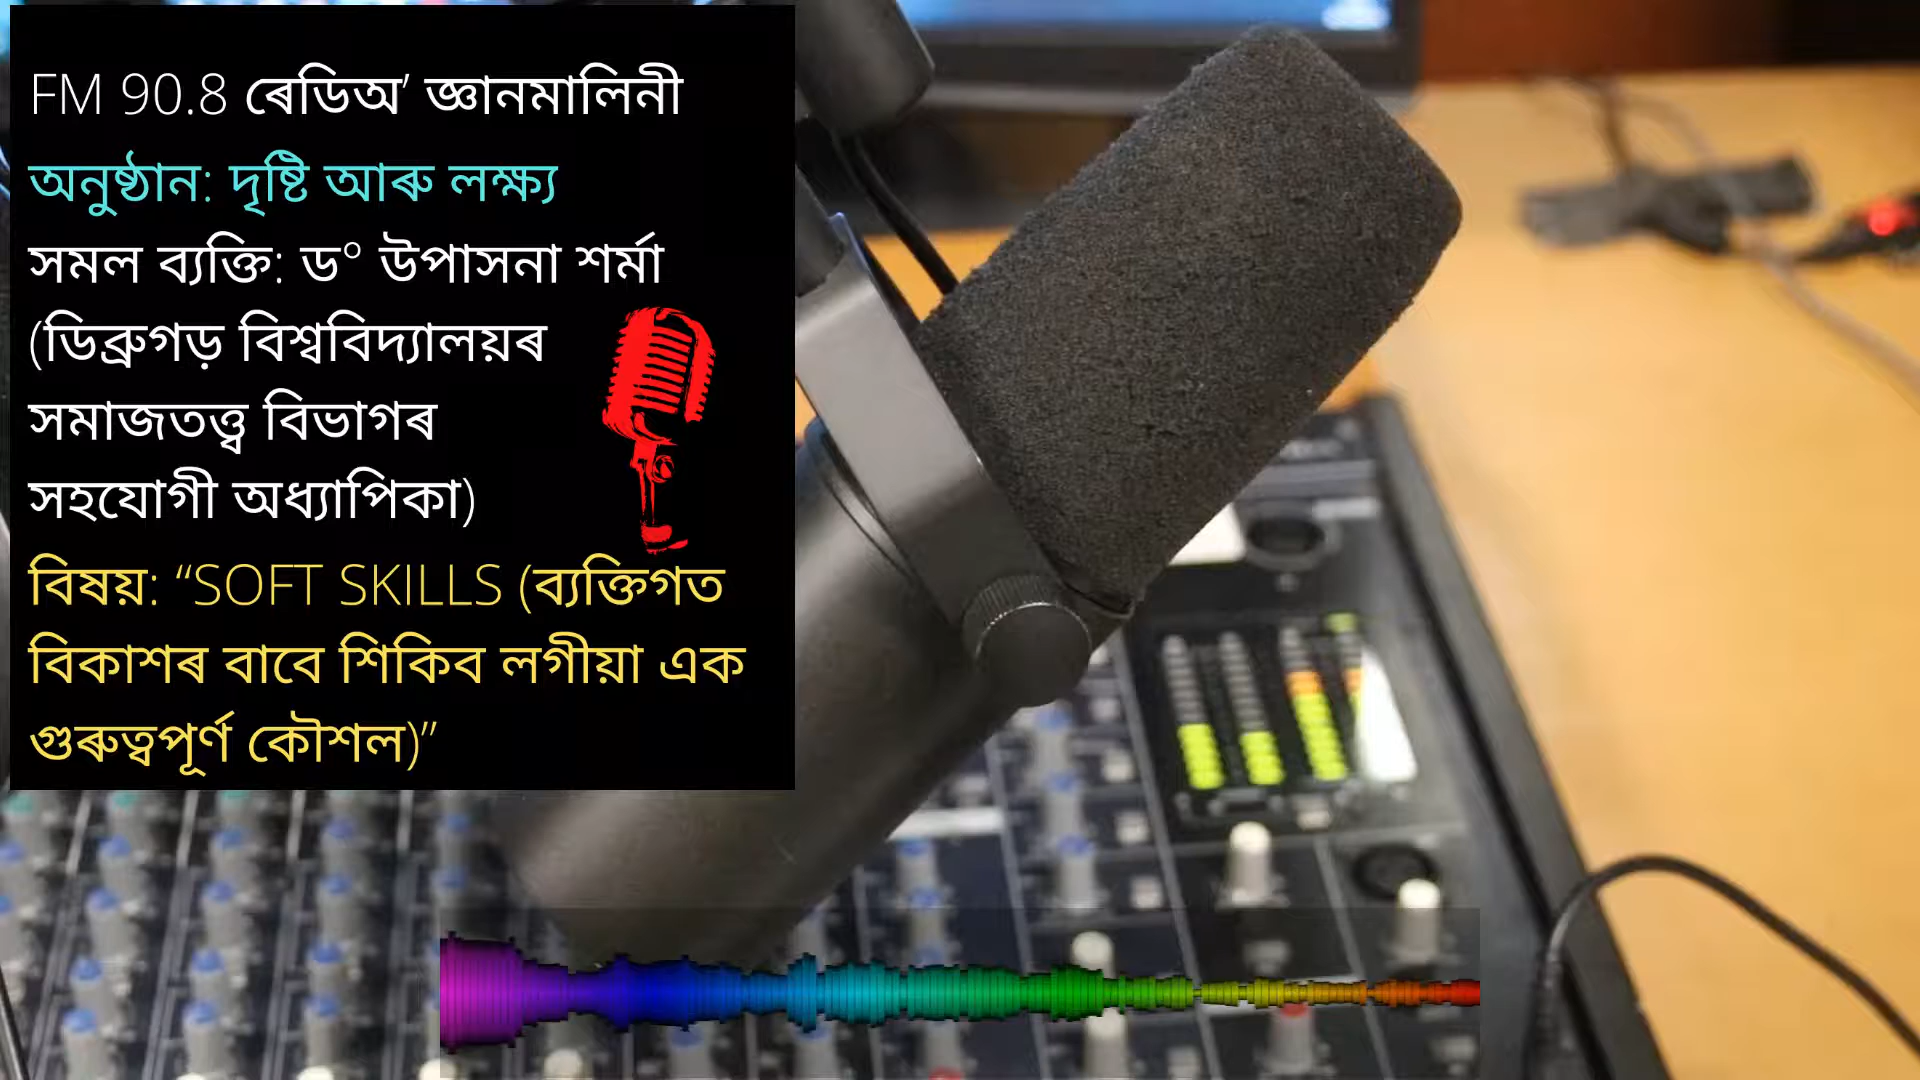 FM 90.8 ৰেডিঅ’ জ্ঞানমালিনী
অনুষ্ঠান: দৃষ্টি আৰু লক্ষ্য
সমল ব্যক্তি: ড° উপাসনা শৰ্মা
(ডিব্ৰুগড় বিশ্ববিদ্যালয়ৰ
সমাজতত্ত্ব বিভাগৰ
সহযোগী অধ্যাপিকা)
বিষয়: “SOFT SKILLS (ব্যক্তিগত
বিকাশৰ বাবে শিকিব লগীয়া এক
গুৰুত্বপূৰ্ণ কৌশল)”